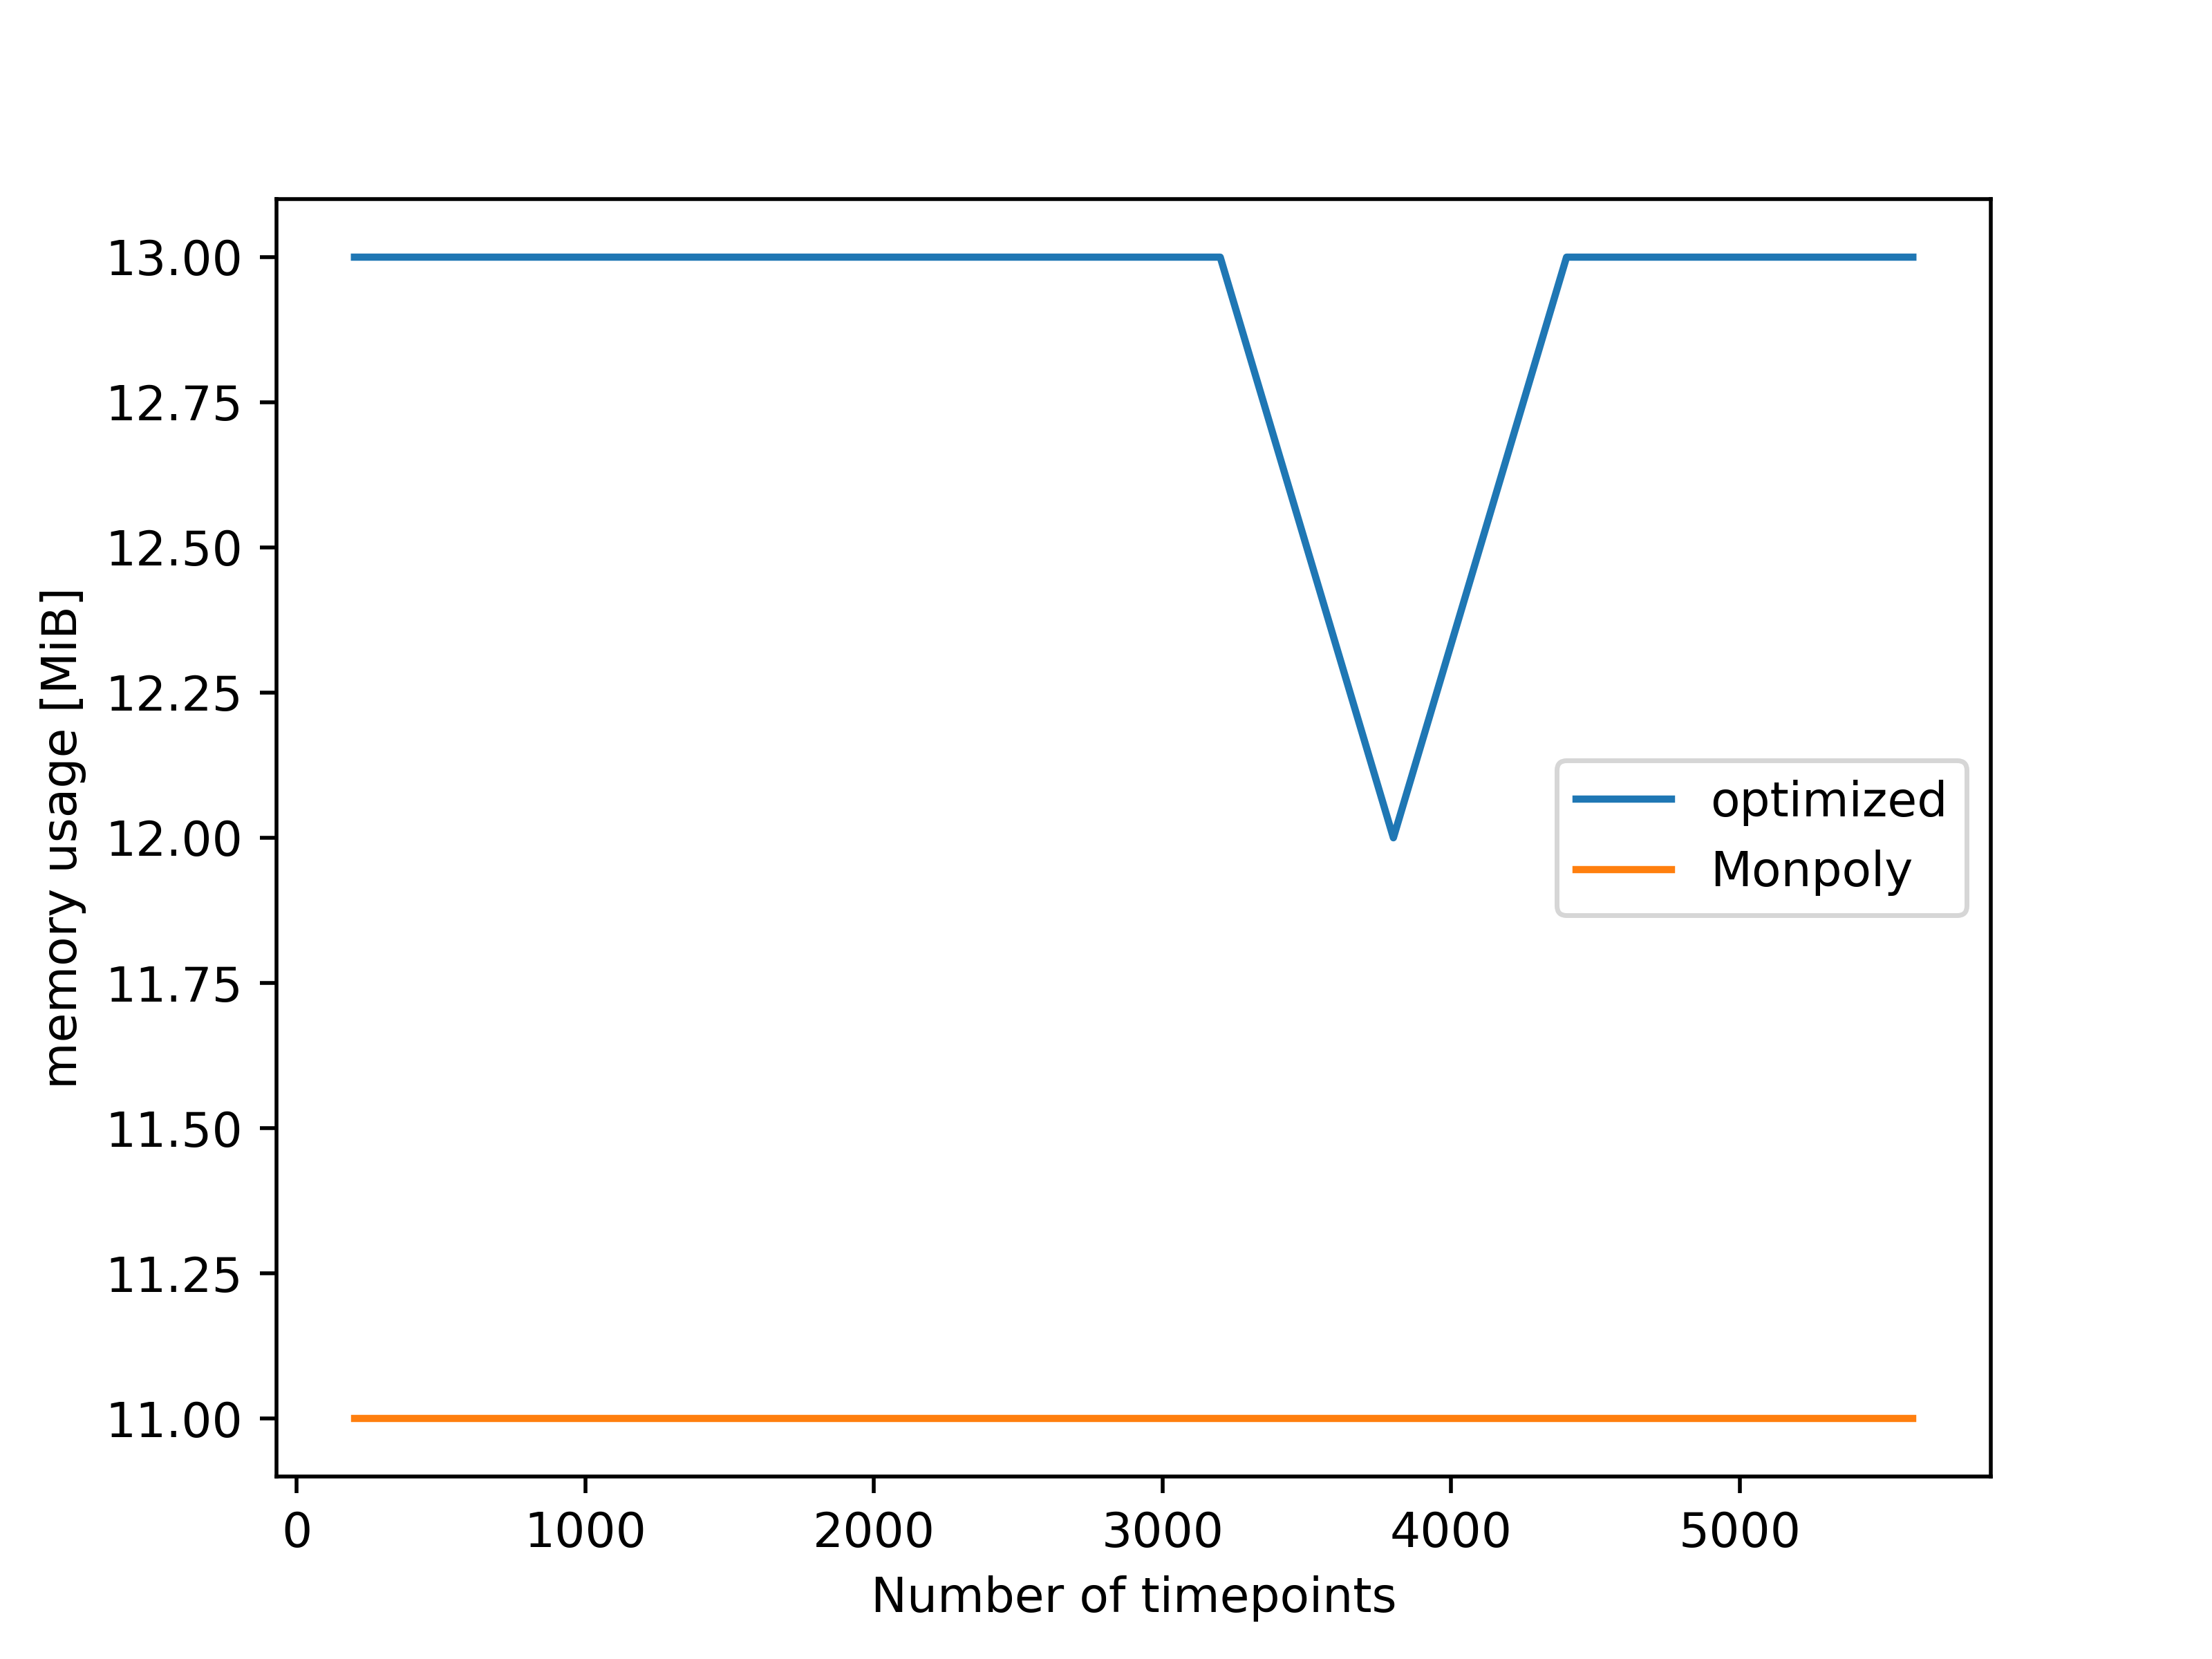 13.00
12.75
12.50
12.25
12.00
11.75
11.50
11.25
11.00
memory usage [MiB]
optimized
Monpoly
0 1000 2000 3000 4000 5000
Number of timepoints